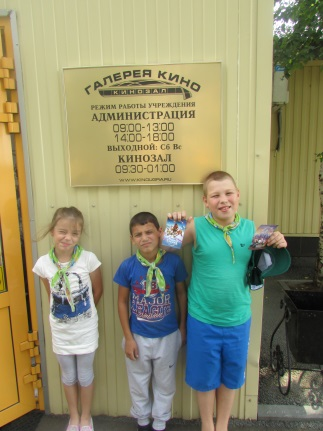 ГАЛЕРЕЯ КИНО
КИНОЗАЛ
РЕЖИМ РАБОТЫ УЧРЕЖДЕНИЯ
АДМИНИСТРАЦИЯ
09:00-13:00
14:00-18:00
ВЫХОДНОЙ: Сб Вс
КИНОЗАЛ
09:30-01:00
MAJOR
LEAGUE